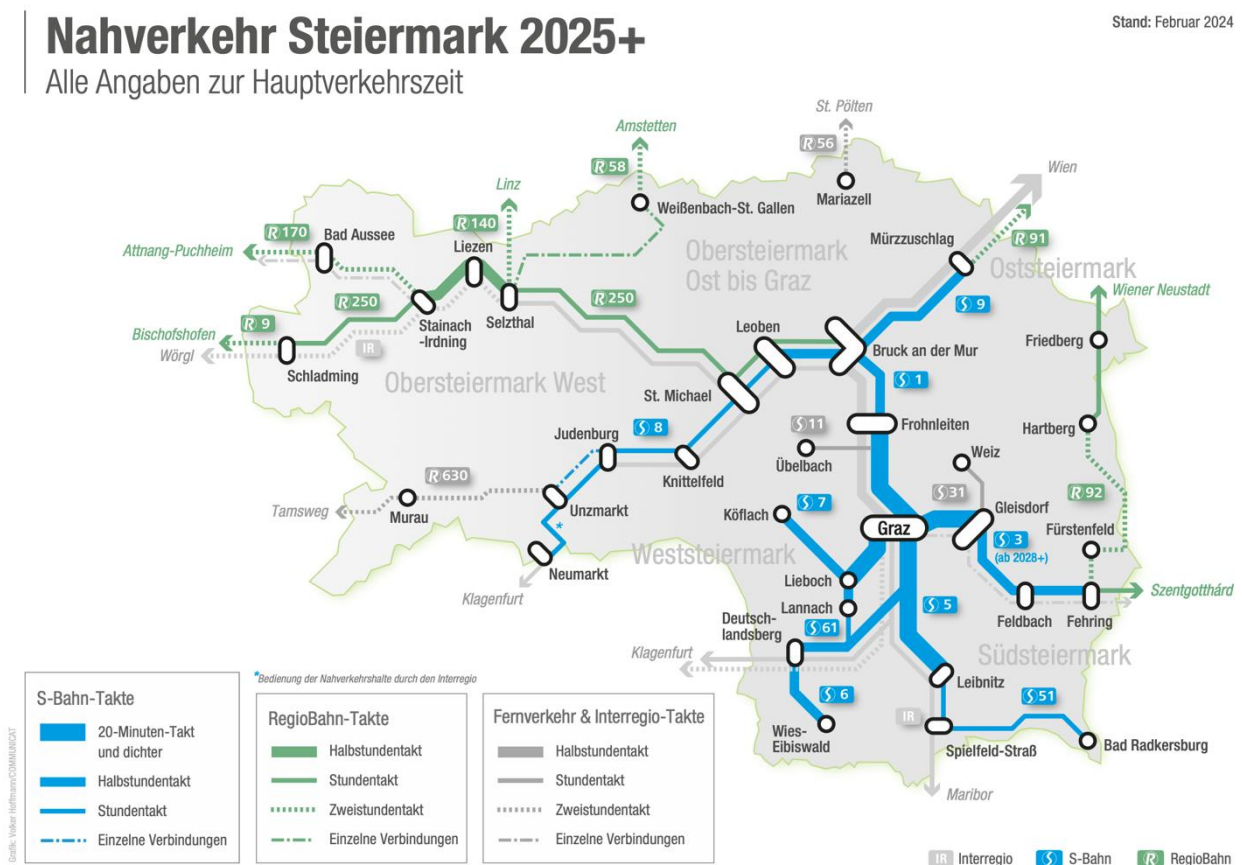 Nahverkehr Steiermark 2025+
Alle Angaben zur Hauptverkehrszeit
Stand: Februar 2024
St. Pölten
Amstetten
R 56
Wien
R 58
Linz
Mariazell
Weißenbach-St. Gallen
R 170
Bad Aussee
R 140
Liezen
Mürzzuschlag
R 91
Attnang-Puchheim
Obersteiermark
Ost bis Graz
Oststeiermark
R 250
R 250
Wiener Neustadt
Stainach
-Irdning
Selzthal
S 9
Bischofshofen
R 9
Leoben
Wörgl
IR
Friedberg
Bruck an der Mur
Schladming
Obersteiermark West
St. Michael
S 1
Judenburg
S 8
S 11
Frohnleiten
Hartberg
Übelbach
Weiz
Knittelfeld
R 630
R 92
S 31
Tamsweg
Murau
Unzmarkt
*
Köflach
S 7
Gleisdorf
Graz
Fürstenfeld
S 3
(ab 2028+)
Weststeiermark
Neumarkt
Lieboch
Szentgotthárd
Klagenfurt
Lannach
S 5
Feldbach
Fehring
Deutsch-
landsberg
S 61
Klagenfurt
Südsteiermark
Leibnitz
S 6
S 51
IR
Wies-
Eibiswald
Spielfeld-Straß
Bad Radkersburg
Maribor
*Bedienung der Nahverkehrshalte durch den Interregio
S-Bahn-Takte
20-Minuten-Takt
und dichter
Halbstundentakt
Stundentakt
Einzelne Verbindungen
RegioBahn-Takte
Halbstundentakt
Stundentakt
Zweistundentakt
Einzelne Verbindungen
Fernverkehr & Interregio-Takte
Halbstundentakt
Stundentakt
Zweistundentakt
Einzelne Verbindungen
IR Interregio
S S-Bahn
R RegioBahn
Grafik: Volker Hoffmann/COMMUNICAT